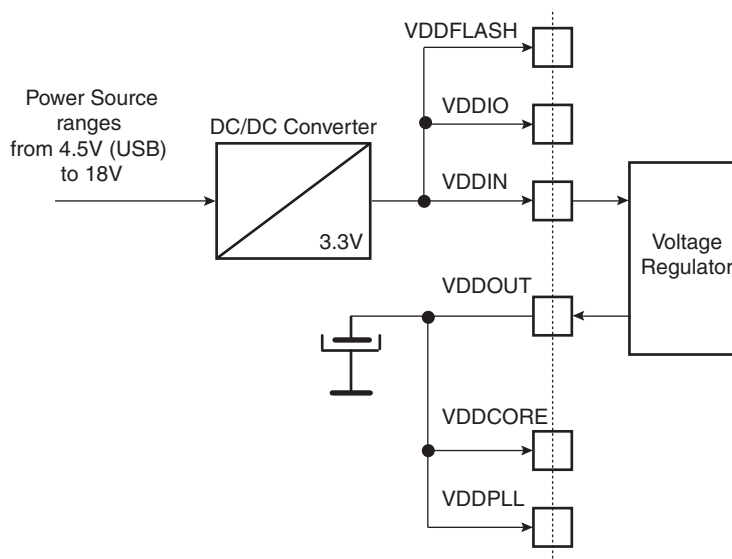 VDDFLASH
Power Source
ranges
from 4.5V (USB)
to 18V
DC/DC Converter
VDDIO
VDDIN
3.3V
Voltage
Regulator
VDDOUT
VDDCORE
VDDPLL